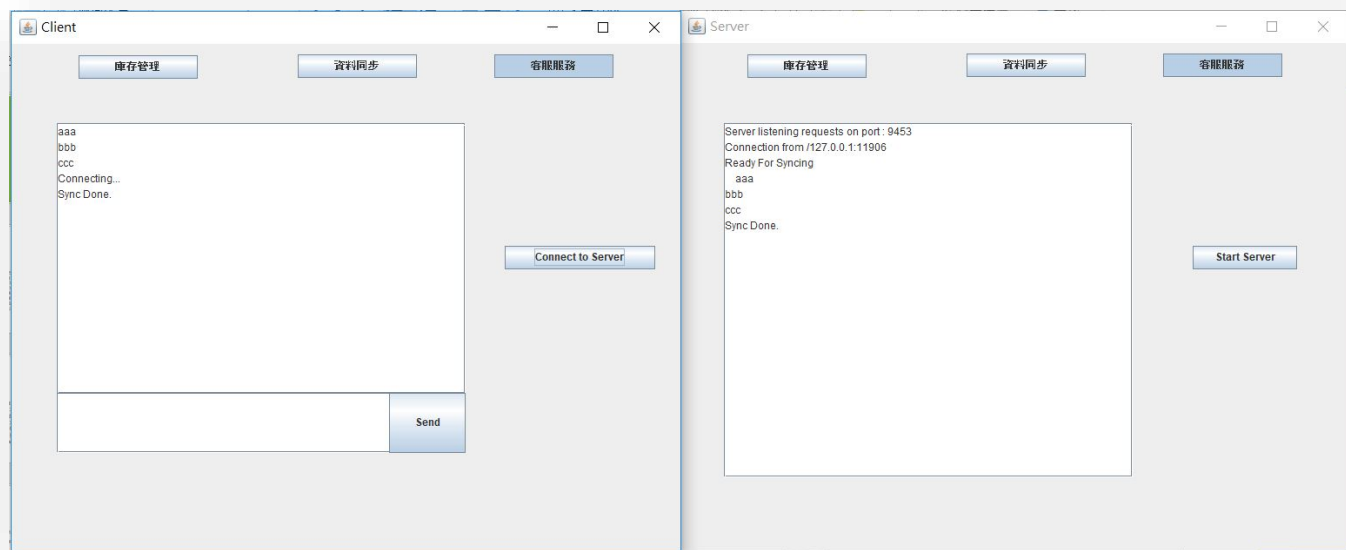 Client
庫存管理
資料同步
客服服務
aaa
bbb
ccc
Connecting...
Sync Done.
Connect to Server
Send
Server
庫存管理
資料同步
客服服務
Server listening requests on port : 9453
Connection from /127.0.0.1:11906
Ready For Syncing
aaa
bbb
ccc
Sync Done.
Start Server